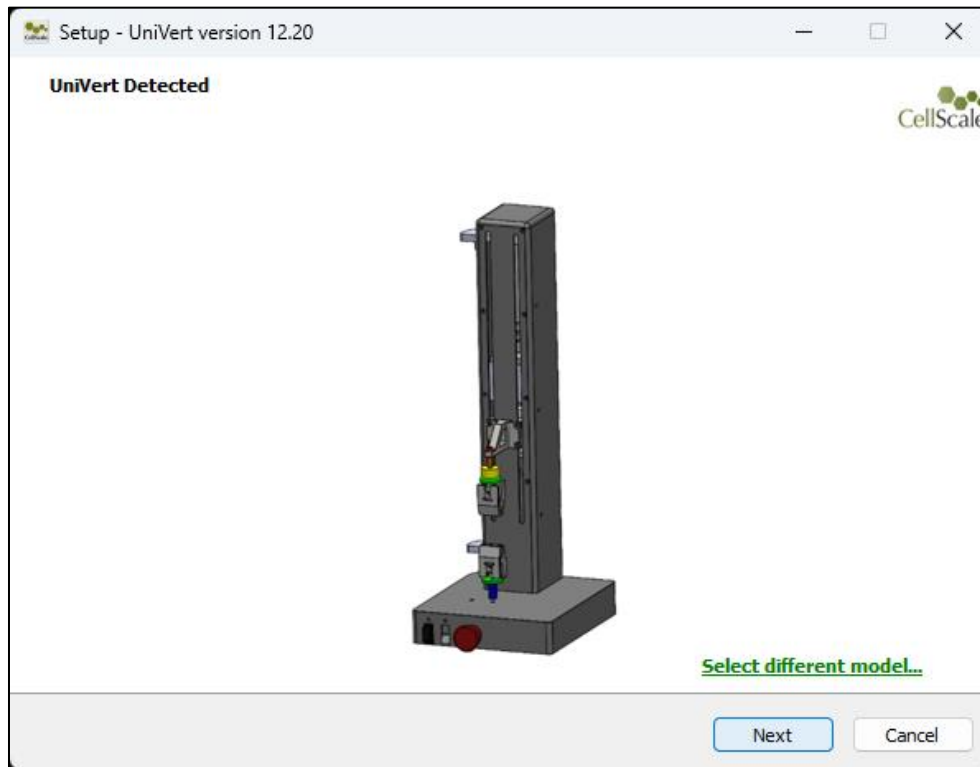 Setup - UniVert version 12.20
UniVert Detected
CellScale
Select different model...
Next
Cancel